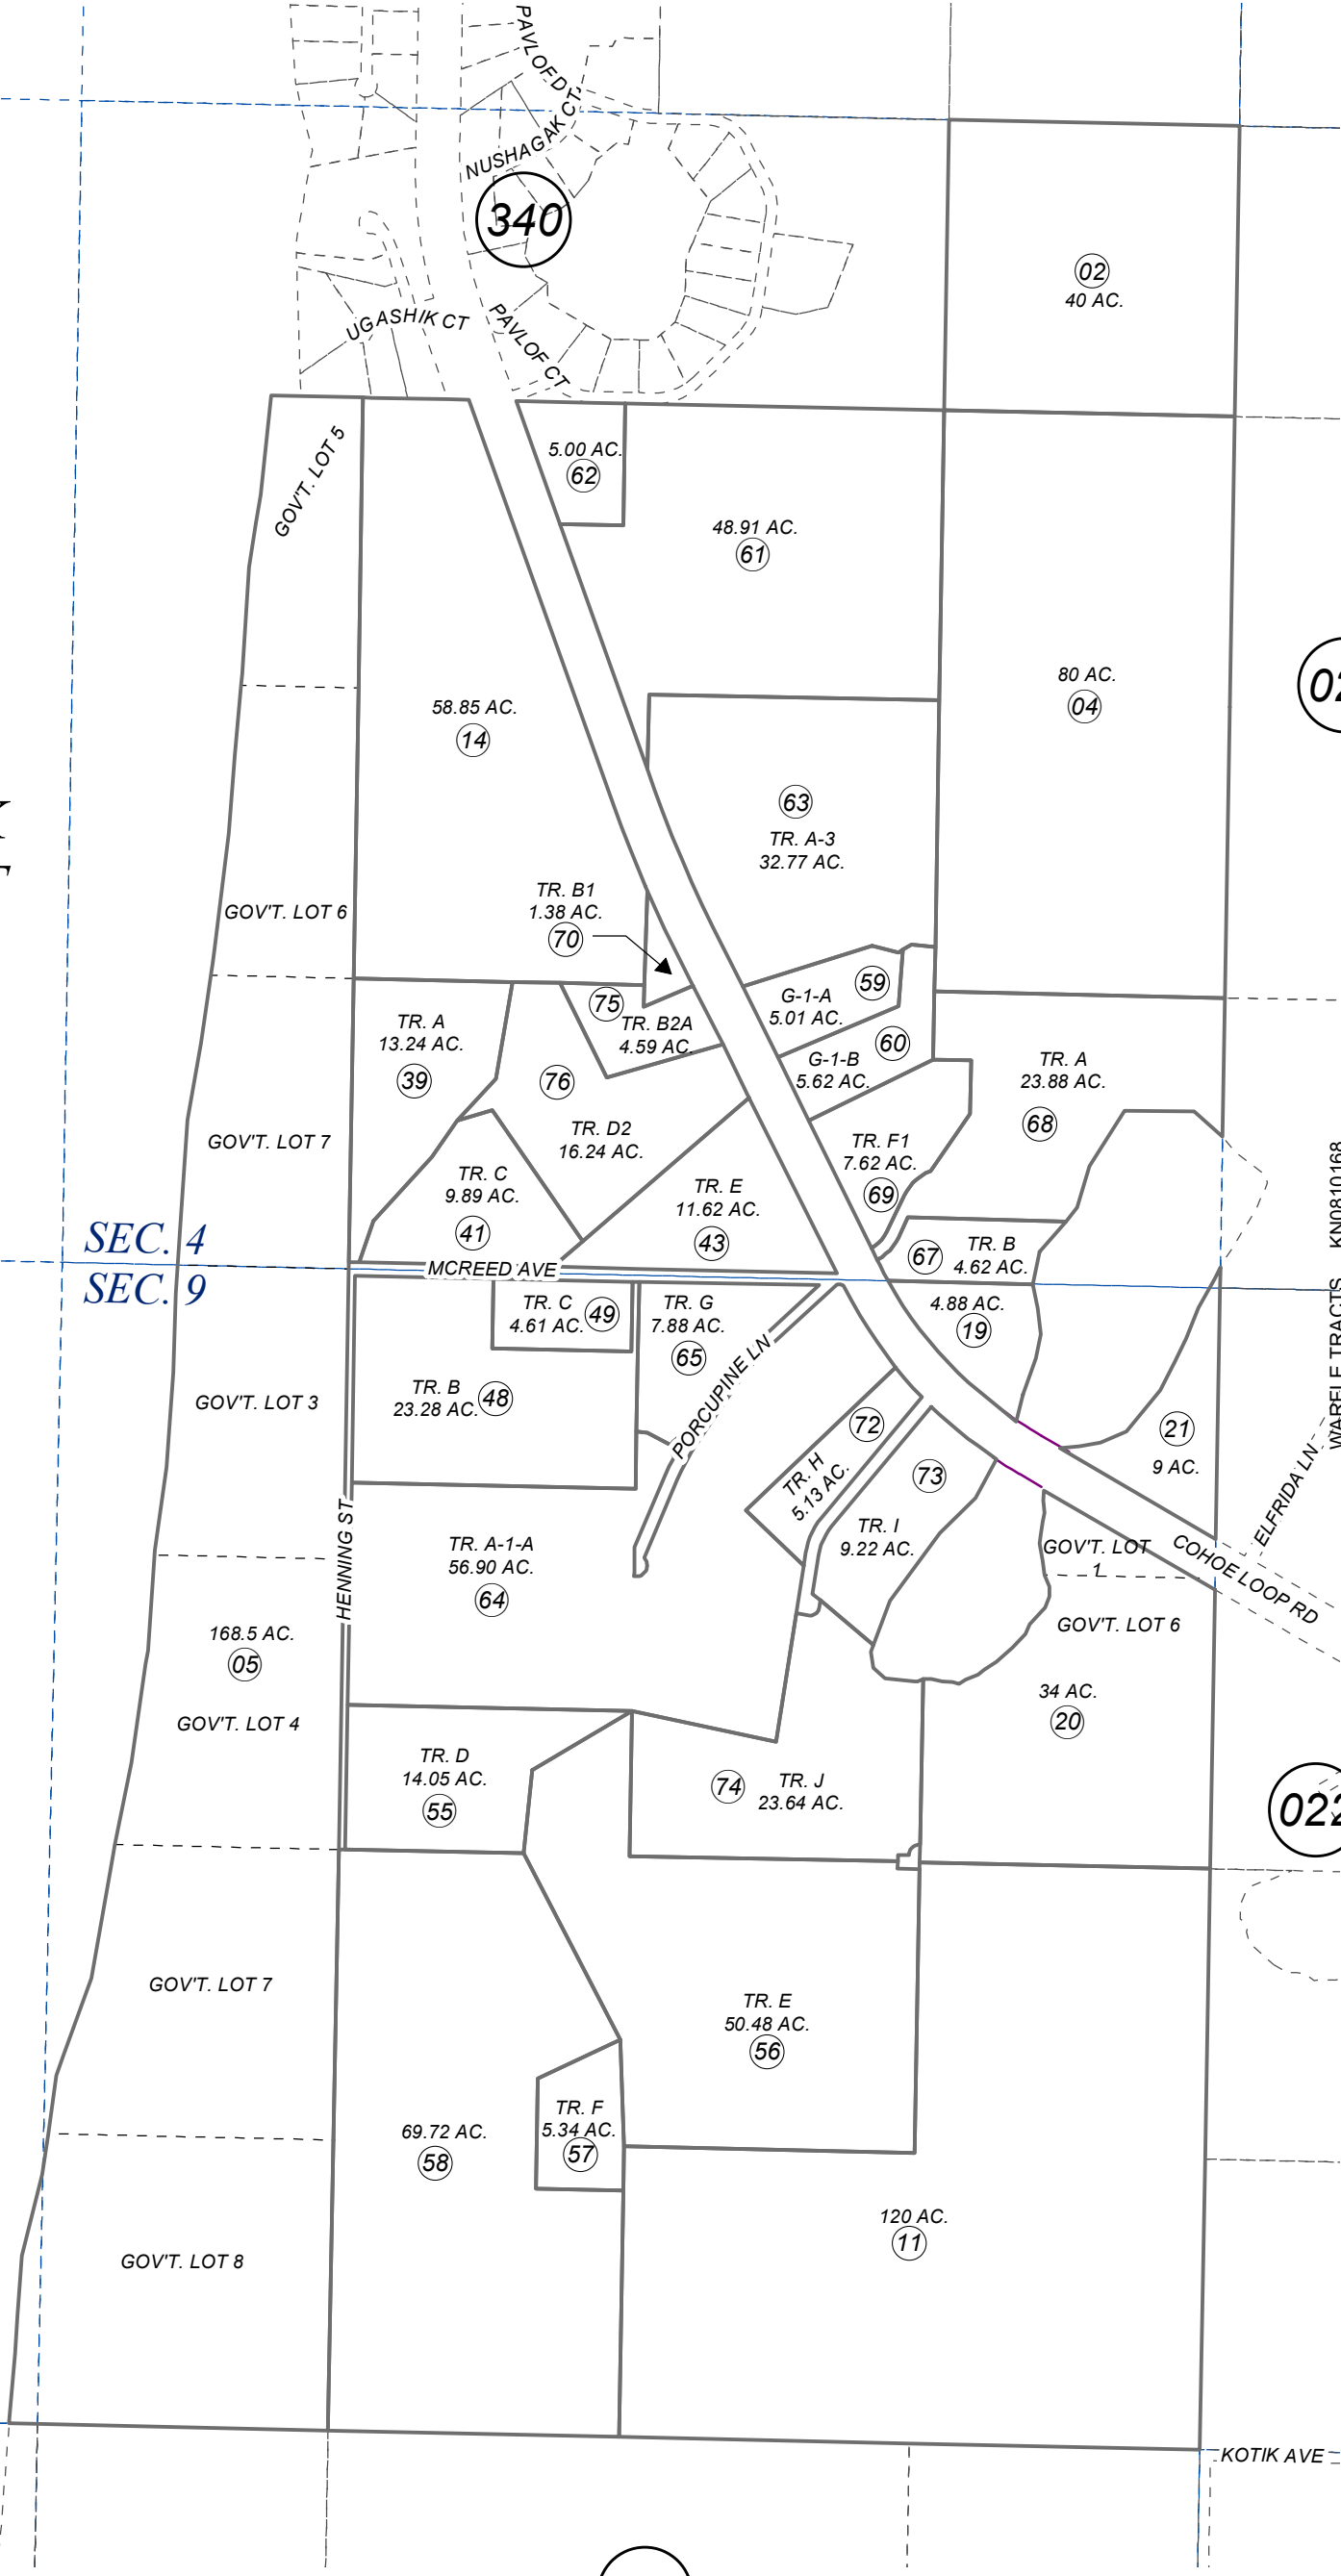 PAVLOF DR
NUSHAGAK CT
340
02
40 AC.
UGASHIK CT
PAVLOF CT
GOV'T. LOT 5
5.00 AC.
62
48.91 AC.
61
80 AC.
04
58.85 AC.
14
63
TR. A-3
32.77 AC.
TR. B1
1.38 AC.
70
GOV'T. LOT 6
59
G-1-A
5.01 AC.
75
TR. B2A
4.59 AC.
TR. A
13.24 AC.
39
60
G-1-B
5.62 AC.
TR. A
23.88 AC.
68
76
TR. D2
16.24 AC.
GOV'T. LOT 7
TR. F1
7.62 AC.
69
TR. C
9.89 AC.
41
TR. E
11.62 AC.
43
67
TR. B
4.62 AC.
SEC. 4
SEC. 9
MCREED AVE
WARELE TRACTS KN0810168
TR. C
4.61 AC.
49
TR. G
7.88 AC.
65
4.88 AC.
19
PORCUPINE LN
TR. B
23.28 AC.
48
GOV'T. LOT 3
72
TR. H
5.13 AC.
73
TR. I
9.22 AC.
21
9 AC.
ELFRIDA LN
COHOE LOOP RD
GOV'T. LOT
1
HENNING ST
TR. A-1-A
56.90 AC.
64
GOV'T. LOT 6
168.5 AC.
05
34 AC.
20
GOV'T. LOT 4
TR. D
14.05 AC.
55
74
TR. J
23.64 AC.
022
GOV'T. LOT 7
TR. E
50.48 AC.
56
TR. F
5.34 AC.
57
69.72 AC.
58
120 AC.
11
GOV'T. LOT 8
KOTIK AVE